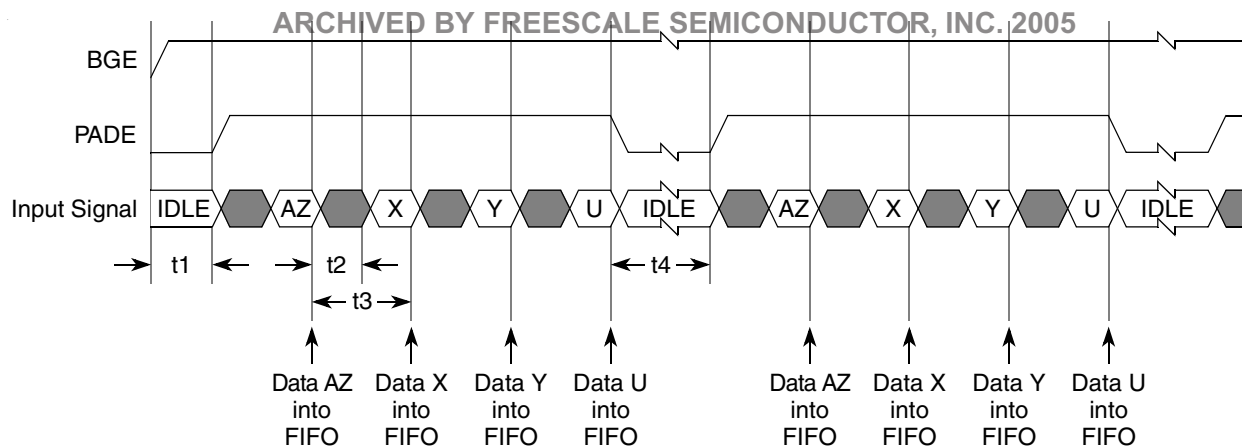 ARCHIVED BY FREESCALE SEMICONDUCTOR, INC. 2005
BGE
PADE
Input Signal
IDLE AZ X Y U IDLE AZ X Y U IDLE
t1 t2 t4
t3
Data AZ Data X Data Y Data U Data AZ Data X Data Y Data U
into into into into into into into into
FIFO FIFO FIFO FIFO FIFO FIFO FIFO FIFO